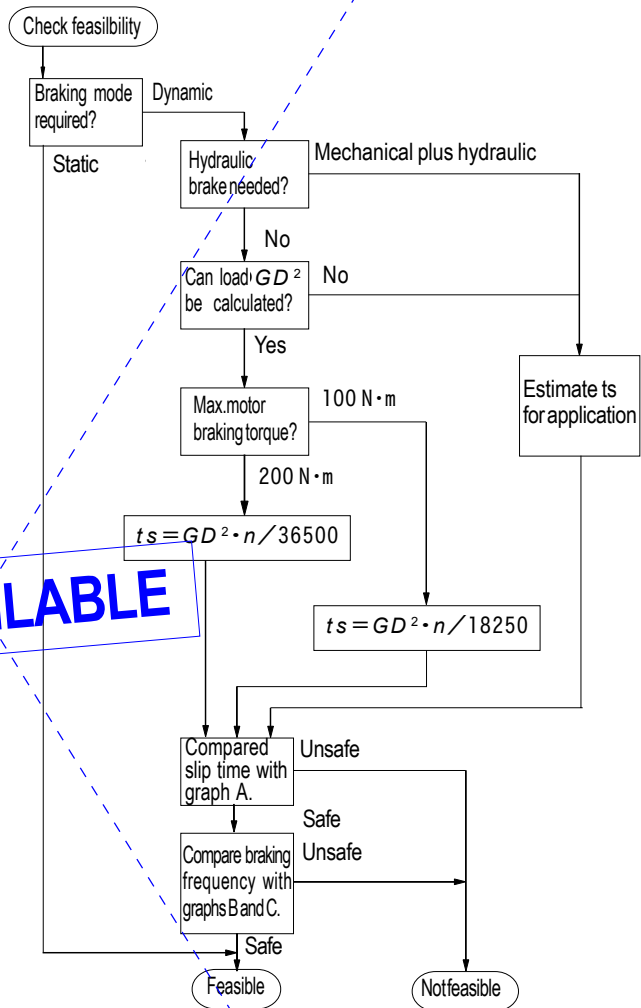 Check feasilbility
Braking mode
required?
Dynamic
Static
Hydraulic
brake needed?
Mechanical plus hydraulic
No
Can load GD²
be calculated?
No
Yes
Max.motor
braking torque?
100 N·m
200 N·m
Estimate ts
for application
ts=GD²·n/36500
LABLE
ts=GD²·n/18250
Compared
slip time with
graph A.
Unsafe
Safe
Compare braking
frequency with
graphs B and C.
Unsafe
Safe
Feasible
Not feasible